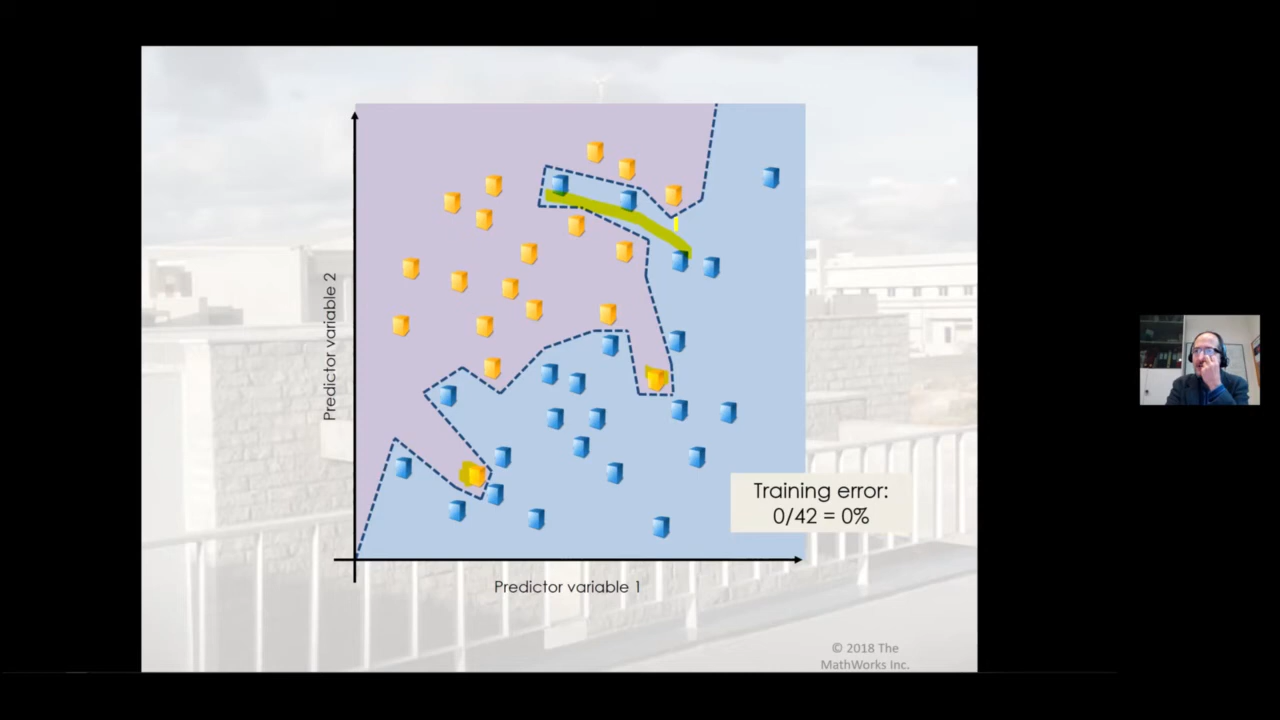 Predictor variable 2
Training error:
0/42 = 0%
Predictor variable 1
© 2018 The
MathWorks Inc.